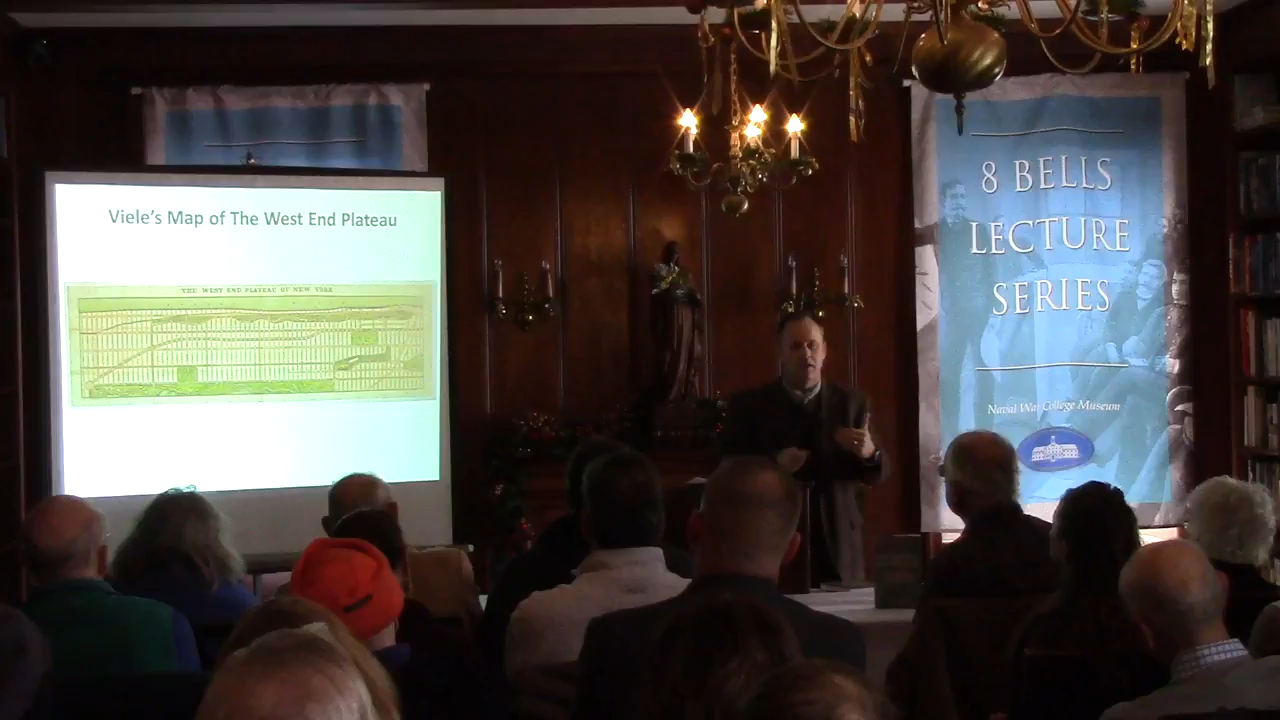 Viele's Map of The West End Plateau
THE WEST END PLATEAU OF NEW YORK
8 BELLS
LECTURE
SERIES
Naval War College Museum